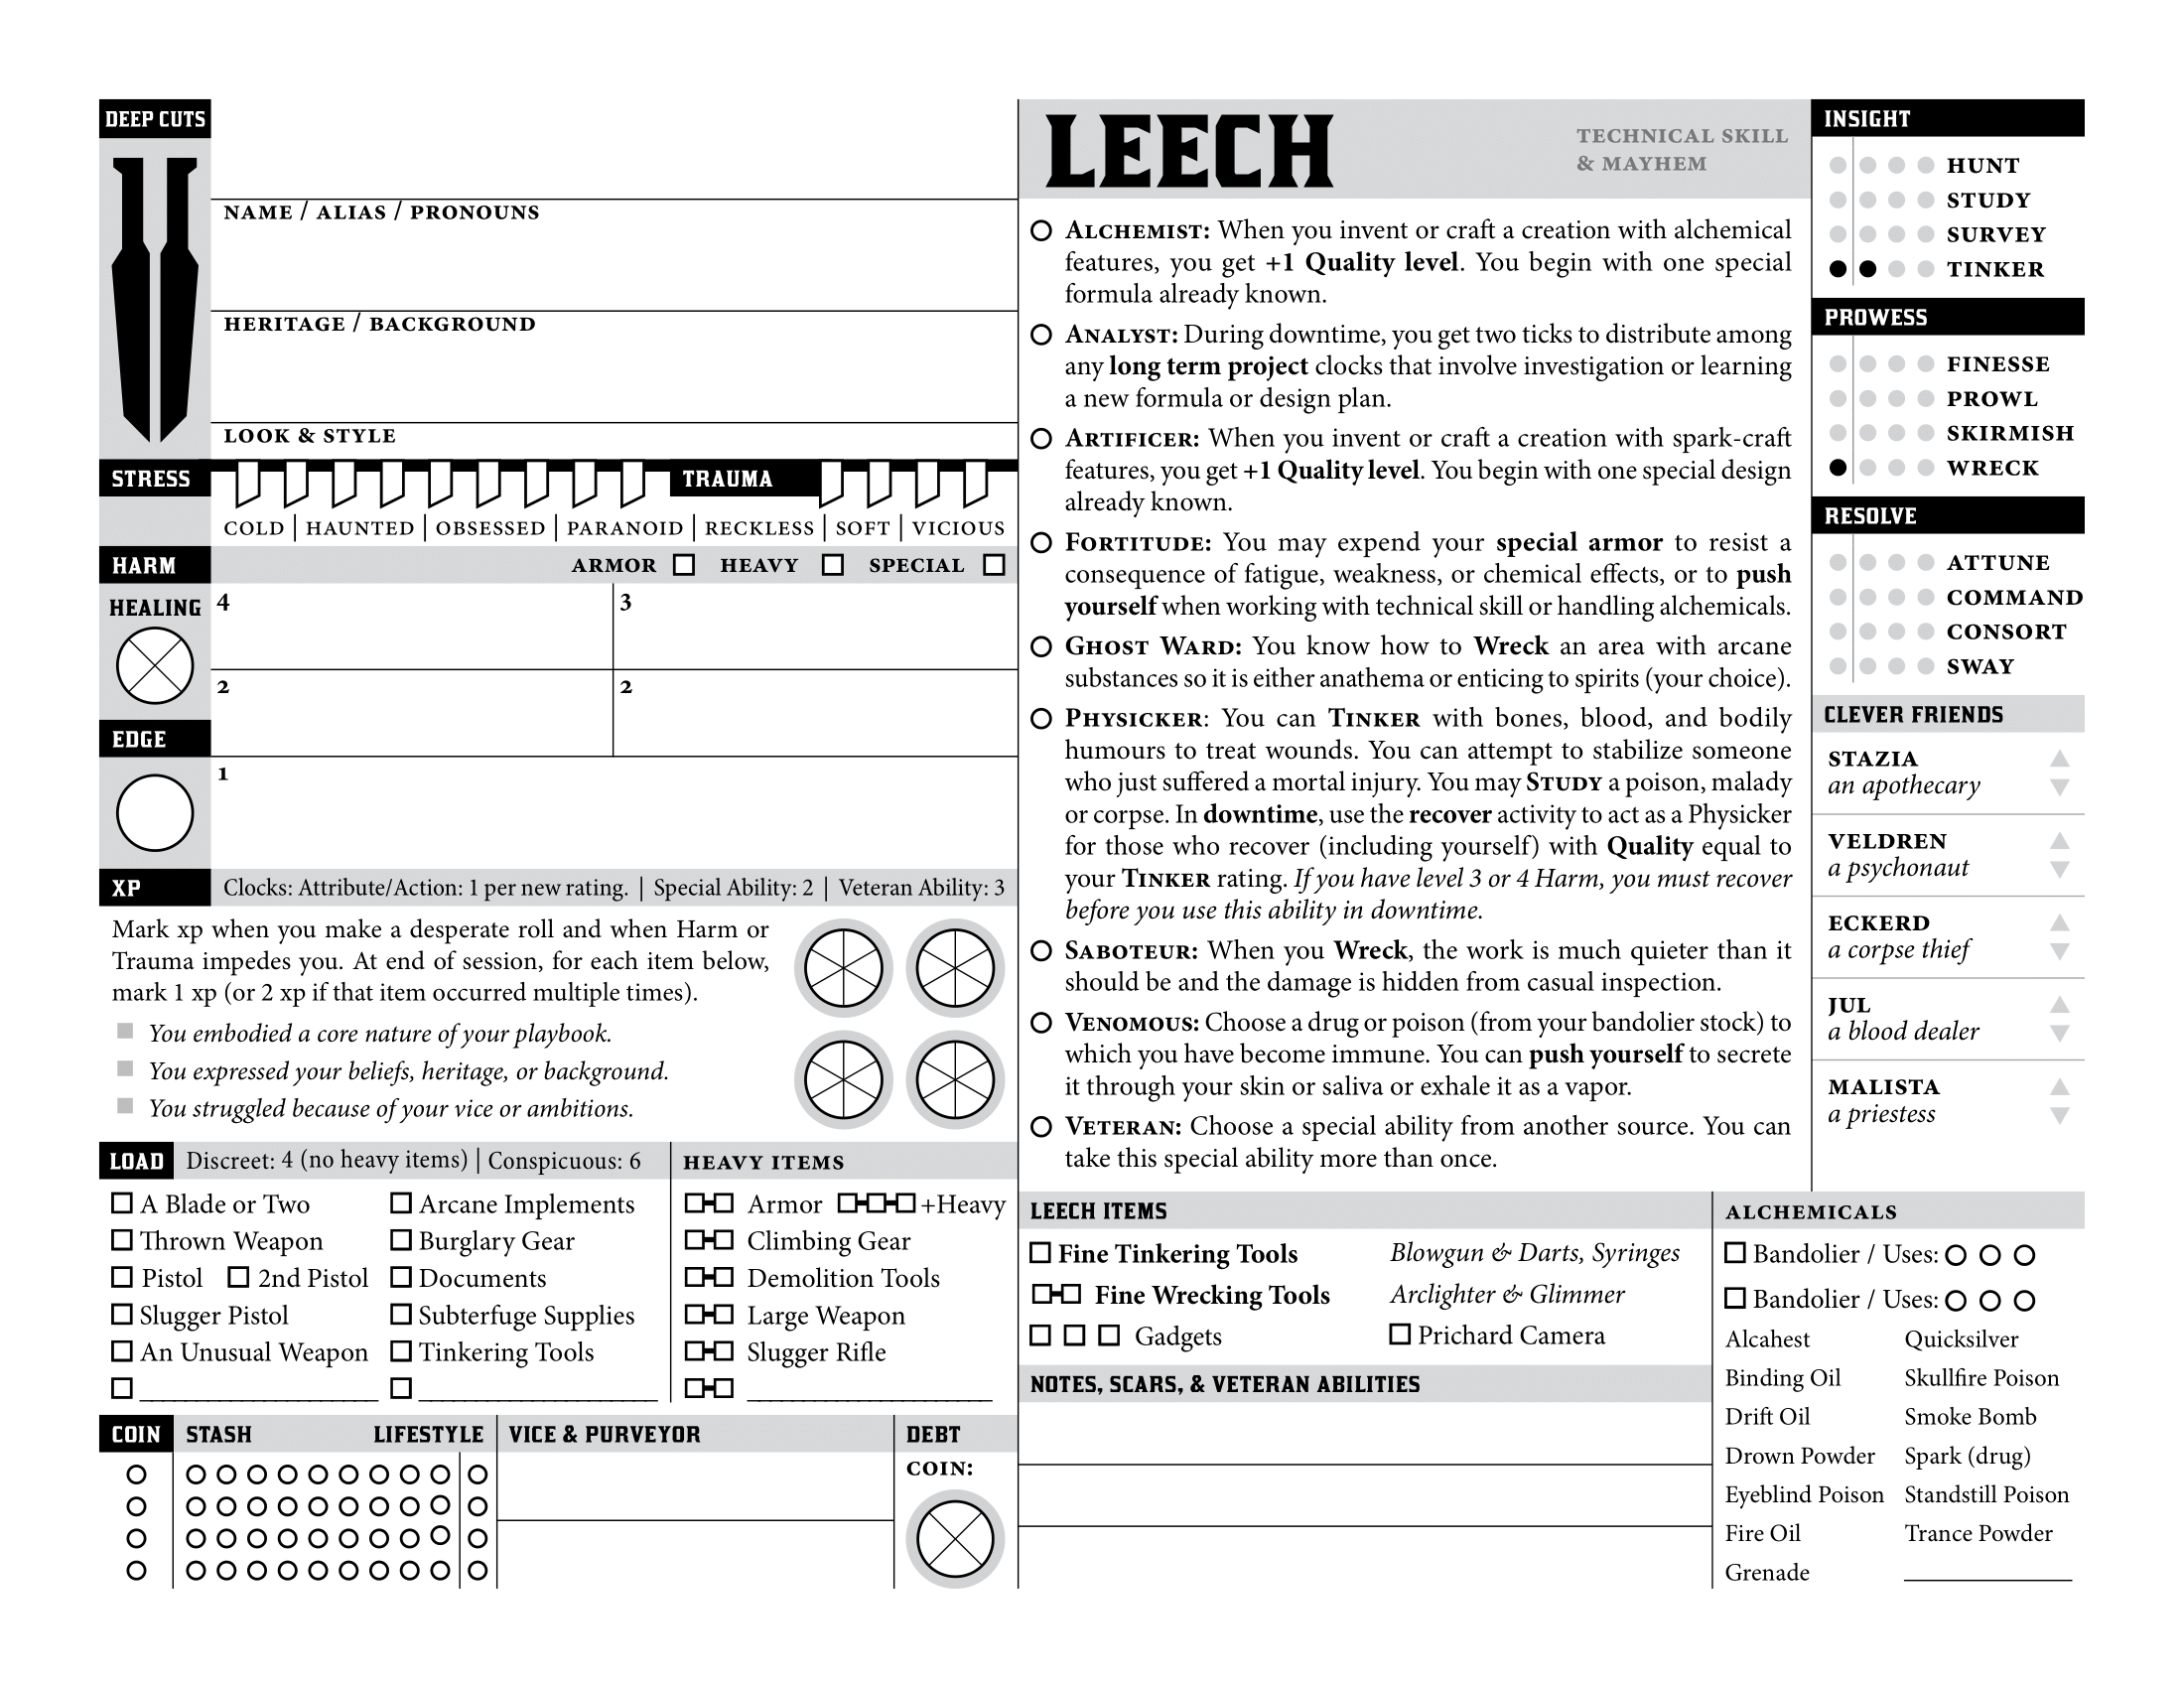 DEEP CUTS
NAME / ALIAS / PRONOUNS
HERITAGE / BACKGROUND
LOOK & STYLE
STRESS
TRAUMA
COLD | HAUNTED | OBSESSED | PARANOID | RECKLESS | SOFT | VICIOUS
HARM
ARMOR HEAVY SPECIAL
HEALING
4
3
2
2
EDGE
1
XP
Clocks: Attribute/Action: 1 per new rating. | Special Ability: 2 | Veteran Ability: 3
Mark xp when you make a desperate roll and when Harm or
Trauma impedes you. At end of session, for each item below,
mark 1 xp (or 2 xp if that item occurred multiple times).
You embodied a core nature of your playbook.
You expressed your beliefs, heritage, or background.
You struggled because of your vice or ambitions.
LOAD
Discreet: 4 (no heavy items) | Conspicuous: 6
A Blade or Two
Thrown Weapon
Pistol 2nd Pistol
Slugger Pistol
An Unusual Weapon
Arcane Implements
Burglary Gear
Documents
Subterfuge Supplies
Tinkering Tools
HEAVY ITEMS
Armor +Heavy
Climbing Gear
Demolition Tools
Large Weapon
Slugger Rifle
COIN
STASH
LIFESTYLE
VICE & PURVEYOR
DEBT
COIN:
LEECH
TECHNICAL SKILL
& MAYHEM
ALCHEMIST: When you invent or craft a creation with alchemical
features, you get +1 Quality level. You begin with one special
formula already known.
ANALYST: During downtime, you get two ticks to distribute among
any long term project clocks that involve investigation or learning
a new formula or design plan.
ARTIFICER: When you invent or craft a creation with spark-craft
features, you get +1 Quality level. You begin with one special design
already known.
FORTITUDE: You may expend your special armor to resist a
consequence of fatigue, weakness, or chemical effects, or to push
yourself when working with technical skill or handling alchemicals.
GHOST WARD: You know how to Wreck an area with arcane
substances so it is either anathema or enticing to spirits (your choice).
PHYSICKER: You can TINKER with bones, blood, and bodily
humours to treat wounds. You can attempt to stabilize someone
who just suffered a mortal injury. You may STUDY a poison, malady
or corpse. In downtime, use the recover activity to act as a Physicker
for those who recover (including yourself) with Quality equal to
your TINKER rating. If you have level 3 or 4 Harm, you must recover
before you use this ability in downtime.
SABOTEUR: When you Wreck, the work is much quieter than it
should be and the damage is hidden from casual inspection.
VENOMOUS: Choose a drug or poison (from your bandolier stock) to
which you have become immune. You can push yourself to secrete
it through your skin or saliva or exhale it as a vapor.
VETERAN: Choose a special ability from another source. You can
take this special ability more than once.
LEECH ITEMS
Fine Tinkering Tools
Fine Wrecking Tools
Gadgets
Blowgun & Darts, Syringes
Arclighter & Glimmer
Prichard Camera
NOTES, SCARS, & VETERAN ABILITIES
INSIGHT
HUNT
STUDY
SURVEY
TINKER
PROWESS
FINESSE
PROWL
SKIRMISH
WRECK
RESOLVE
ATTUNE
COMMAND
CONSORT
SWAY
CLEVER FRIENDS
STAZIA
an apothecary
VELDREN
a psychonaut
ECKERD
a corpse thief
JUL
a blood dealer
MALISTA
a priestess
ALCHEMICALS
Bandolier / Uses:
Bandolier / Uses:
Alcahest
Binding Oil
Drift Oil
Drown Powder
Eyeblind Poison
Fire Oil
Grenade
Quicksilver
Skullfire Poison
Smoke Bomb
Spark (drug)
Standstill Poison
Trance Powder